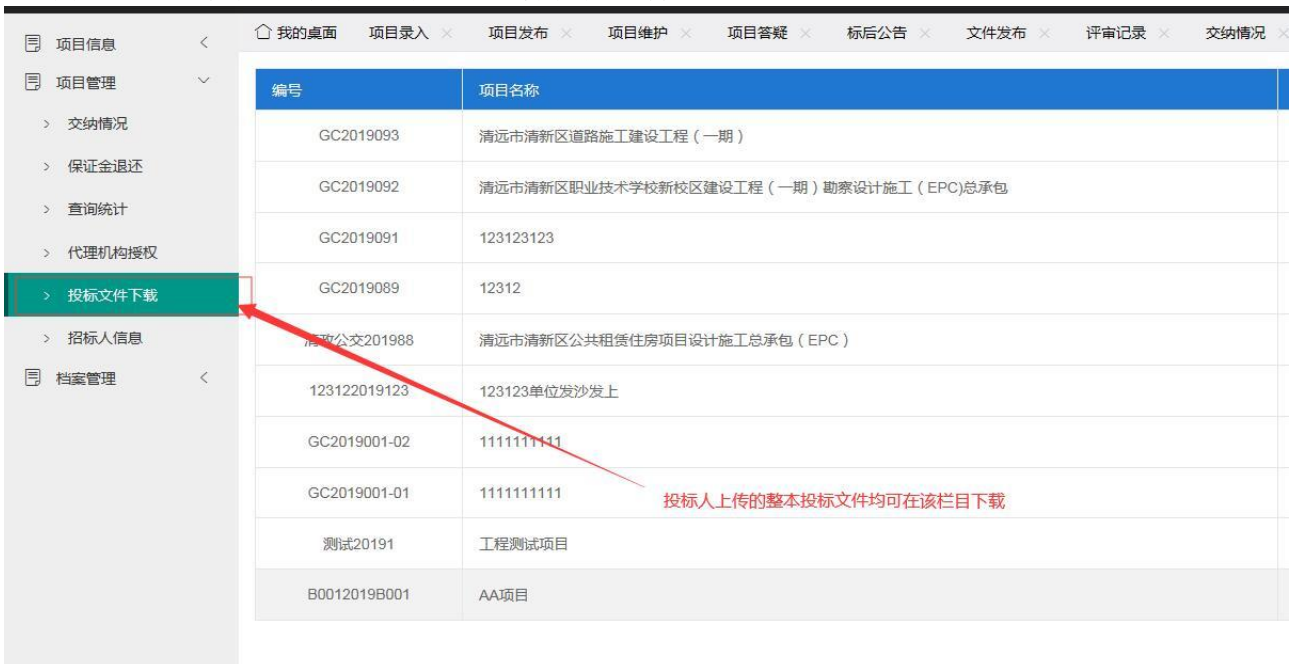 我的桌面 项目录入 项目发布 项目维护 项目答疑 标后公告 文件发布 评审记录 交纳情况
项目信息
项目管理
交纳情况
保证金退还
查询统计
代理机构授权
投标文件下载
招标人信息
档案管理
编号 项目名称
GC2019093 清远市清新区道路施工建设工程（一期）
GC2019092 清远市清新区职业技术学校新校区建设工程（一期）勘察设计施工（EPC)总承包
GC2019091 123123123
GC2019089 12312
清政公交201988 清远市清新区公共租赁住房项目设计施工总承包（EPC）
123122019123 123123单位发沙发上
GC2019001-02 1111111111
GC2019001-01 1111111111
投标人上传的整本投标文件均可在该栏目下载
测试20191 工程测试项目
B0012019B001 AA项目